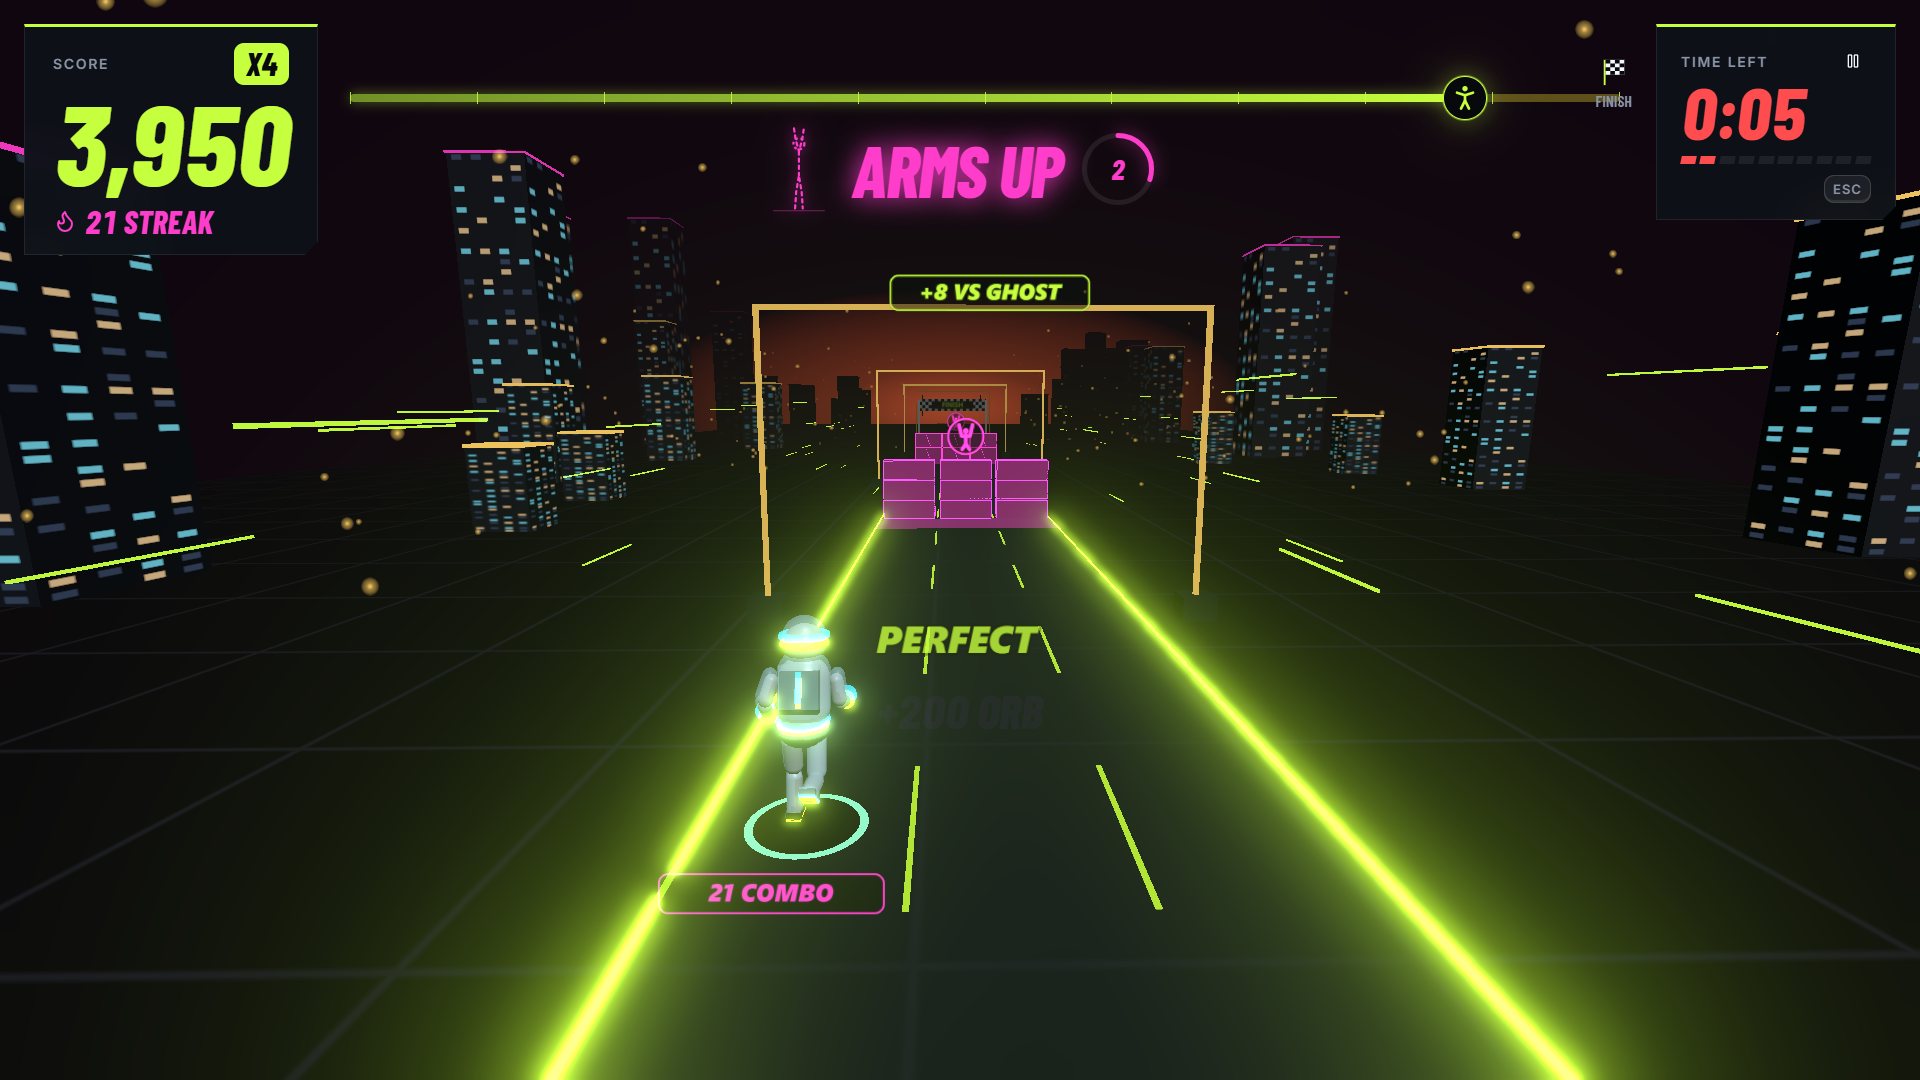 SCORE
X4
3,950
21 STREAK
FINISH
TIME LEFT
0:05
ESC
ARMS UP
2
+8 VS GHOST
PERFECT
+200 ORB
21 COMBO